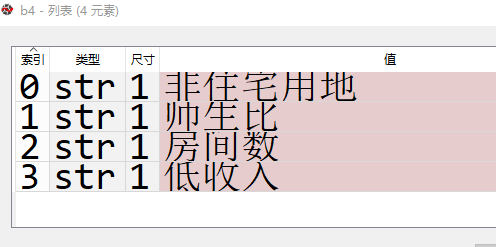 b4 - 列表 (4 元素)
索引 类型 尺寸 值
0 str 1 非住宅用地
1 str 1 师生比
2 str 1 房间数
3 str 1 低收入